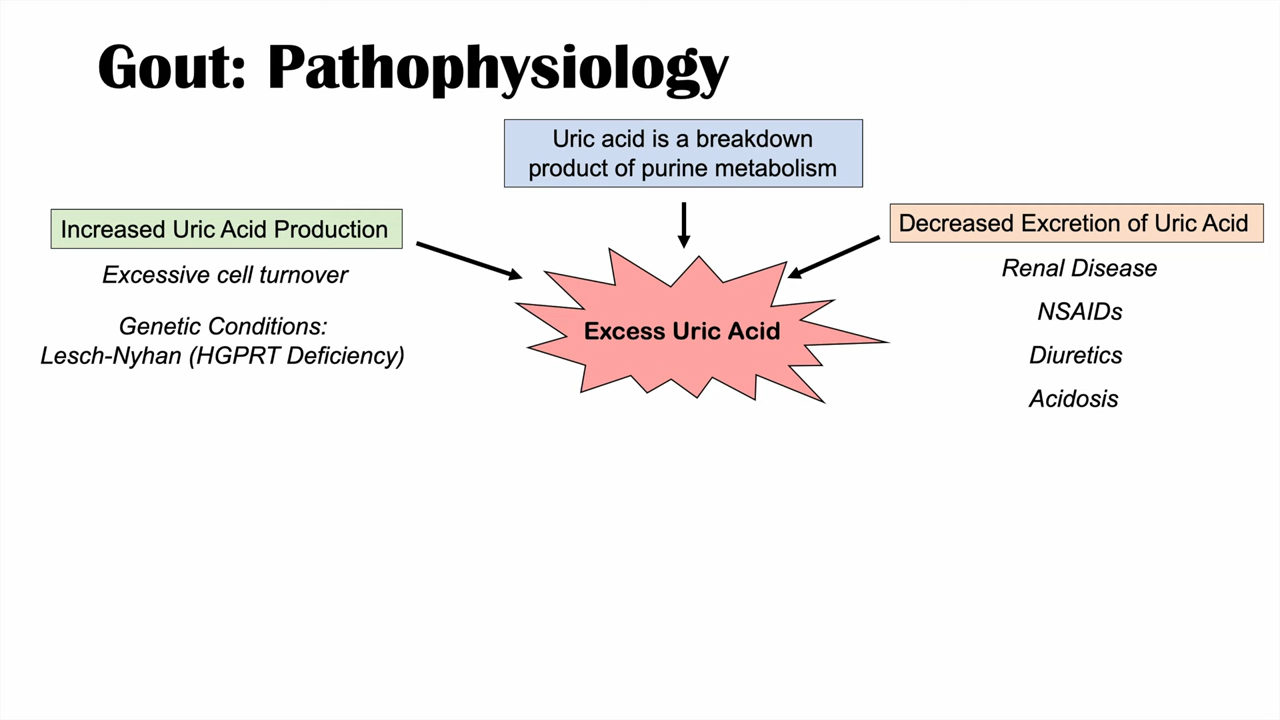 Gout: Pathophysiology
Uric acid is a breakdown
product of purine metabolism
Increased Uric Acid Production
Excessive cell turnover
Genetic Conditions:
Lesch-Nyhan (HGPRT Deficiency)
Excess Uric Acid
Decreased Excretion of Uric Acid
Renal Disease
NSAIDs
Diuretics
Acidosis